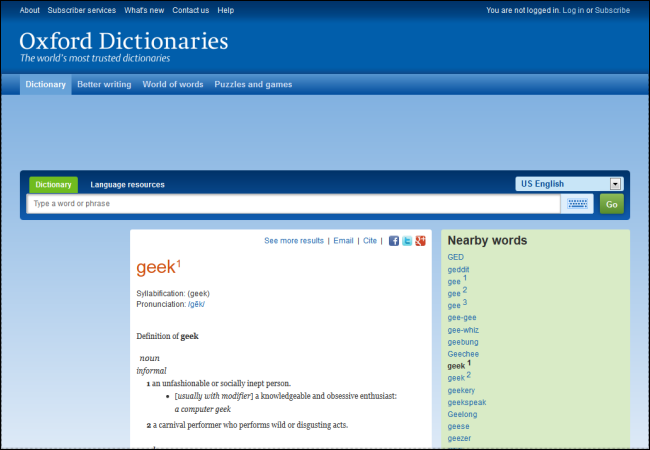 About Subscriber services What's new Contact us Help You are not logged in. Log in or Subscribe
Oxford Dictionaries
The world's most trusted dictionaries
Dictionary Better writing World of words Puzzles and games
Dictionary Language resources US English
Type a word or phrase Go
See more results | Email | Cite |
geek1
Syllabification: (geek)
Pronunciation: /gēk/
Definition of geek
noun
informal
1 an unfashionable or socially inept person.
• [usually with modifier] a knowledgeable and obsessive enthusiast:
a computer geek
2 a carnival performer who performs wild or disgusting acts.
Nearby words
GED
geddit
gee 1
gee 2
gee 3
gee-gee
gee-whiz
geebung
Geechee
geek 1
geek 2
geekery
geekspeak
Geelong
geese
geezer